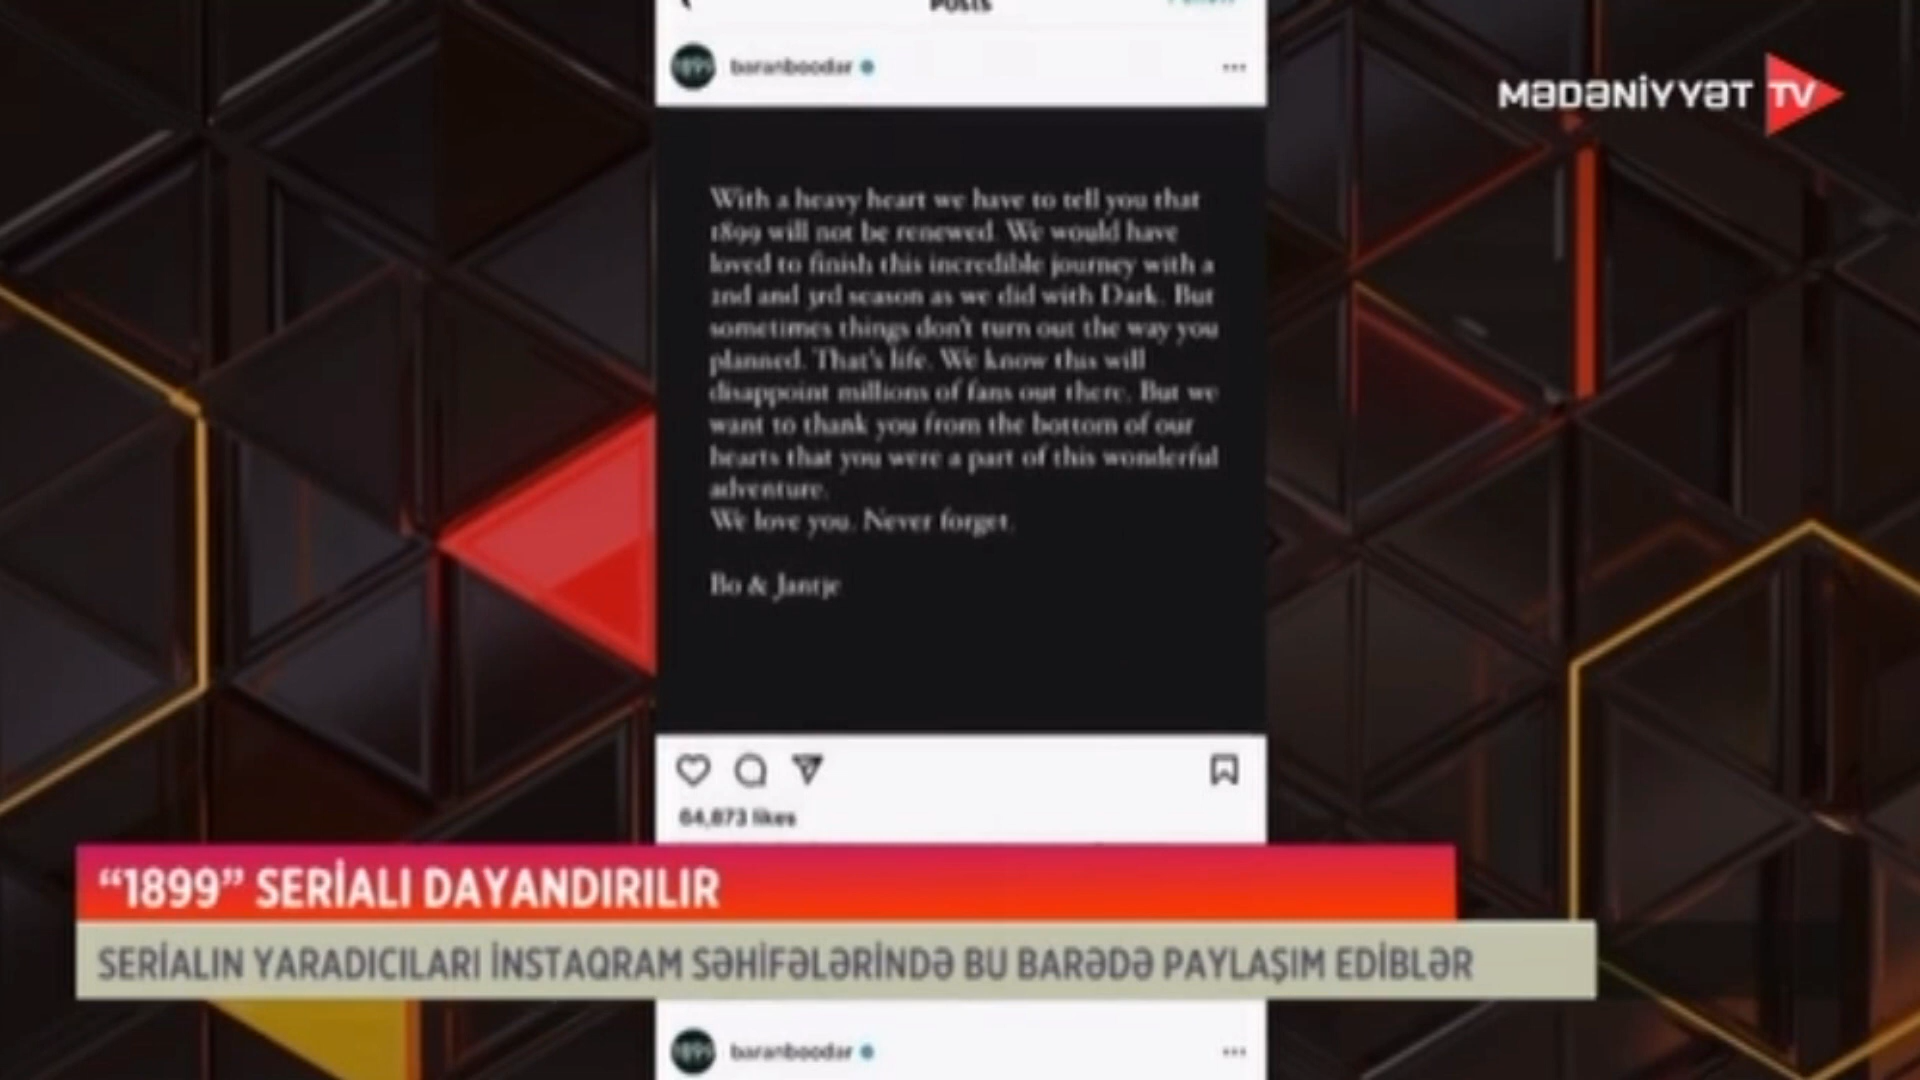 Posts
baranboodar
MƏDƏNİYYƏT TV
With a heavy heart we have to tell you that
1899 will not be renewed. We would have
loved to finish this incredible journey with a
2nd and 3rd season as we did with Dark. But
sometimes things don't turn out the way you
planned. That's life. We know this will
disappoint millions of fans out there. But we
want to thank you from the bottom of our
hearts that you were a part of this wonderful
adventure.
We love you. Never forget.
Bo & Jantje
64,873 likes
“1899” SERİALI DAYANDIRILIR
SERİALIN YARADICILARI İNSTAQRAM SƏHİFƏLƏRİNDƏ BU BARƏDƏ PAYLAŞIM EDİBLƏR
baranboodar